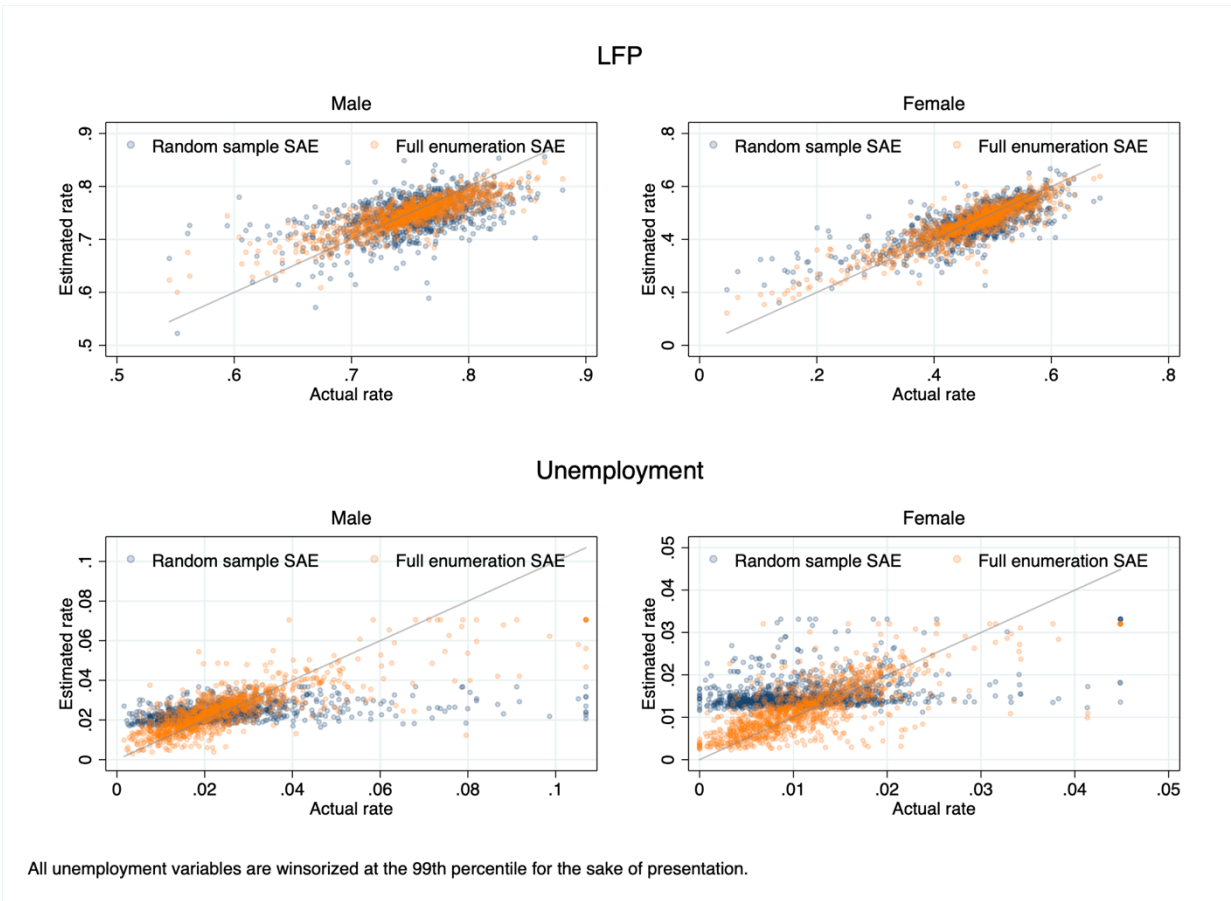 LFP
Male
Random sample SAE
Full enumeration SAE
Estimated rate
.9
.8
.7
.6
.5
.5
.6
.7
.8
.9
Actual rate
Female
Random sample SAE
Full enumeration SAE
Estimated rate
.8
.6
.4
.2
0
0
.2
.4
.6
.8
Actual rate
Unemployment
Male
Random sample SAE
Full enumeration SAE
Estimated rate
.1
.08
.06
.04
.02
0
0
.02
.04
.06
.08
.1
Actual rate
Female
Random sample SAE
Full enumeration SAE
Estimated rate
.05
.04
.03
.02
.01
0
0
.01
.02
.03
.04
.05
Actual rate
All unemployment variables are winsorized at the 99th percentile for the sake of presentation.